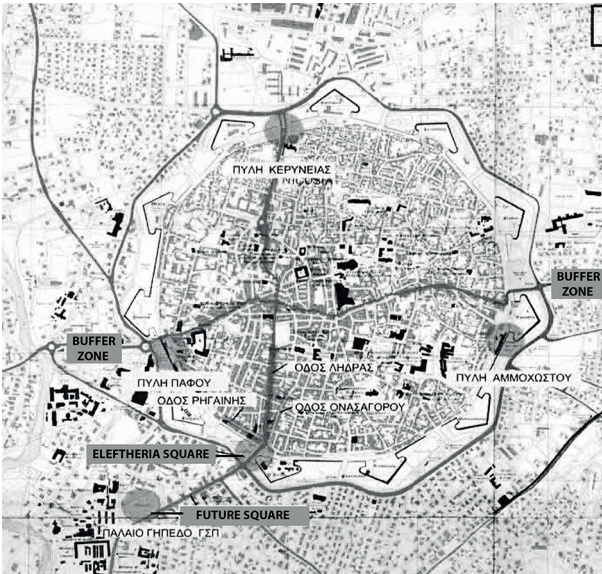 ΠΥΛΗ ΚΕΡΥΝΕΙΑΣ
NICOSIA
BUFFER
ZONE
BUFFER
ZONE
ΟΔΟΣ ΛΗΔΡΑΣ
ΠΥΛΗ ΠΑΦΟΥ
ΠΥΛΗ ΑΜΜΟΧΩΣΤΟΥ
ΟΔΟΣ ΡΗΓΑΙΝΗΣ
ΟΔΟΣ ΟΝΑΣΑΓΟΡΟΥ
ELEFTHERIA SQUARE
FUTURE SQUARE
ΠΑΛΑΙΟ ΓΗΠΕΔΟ ΓΣΠ